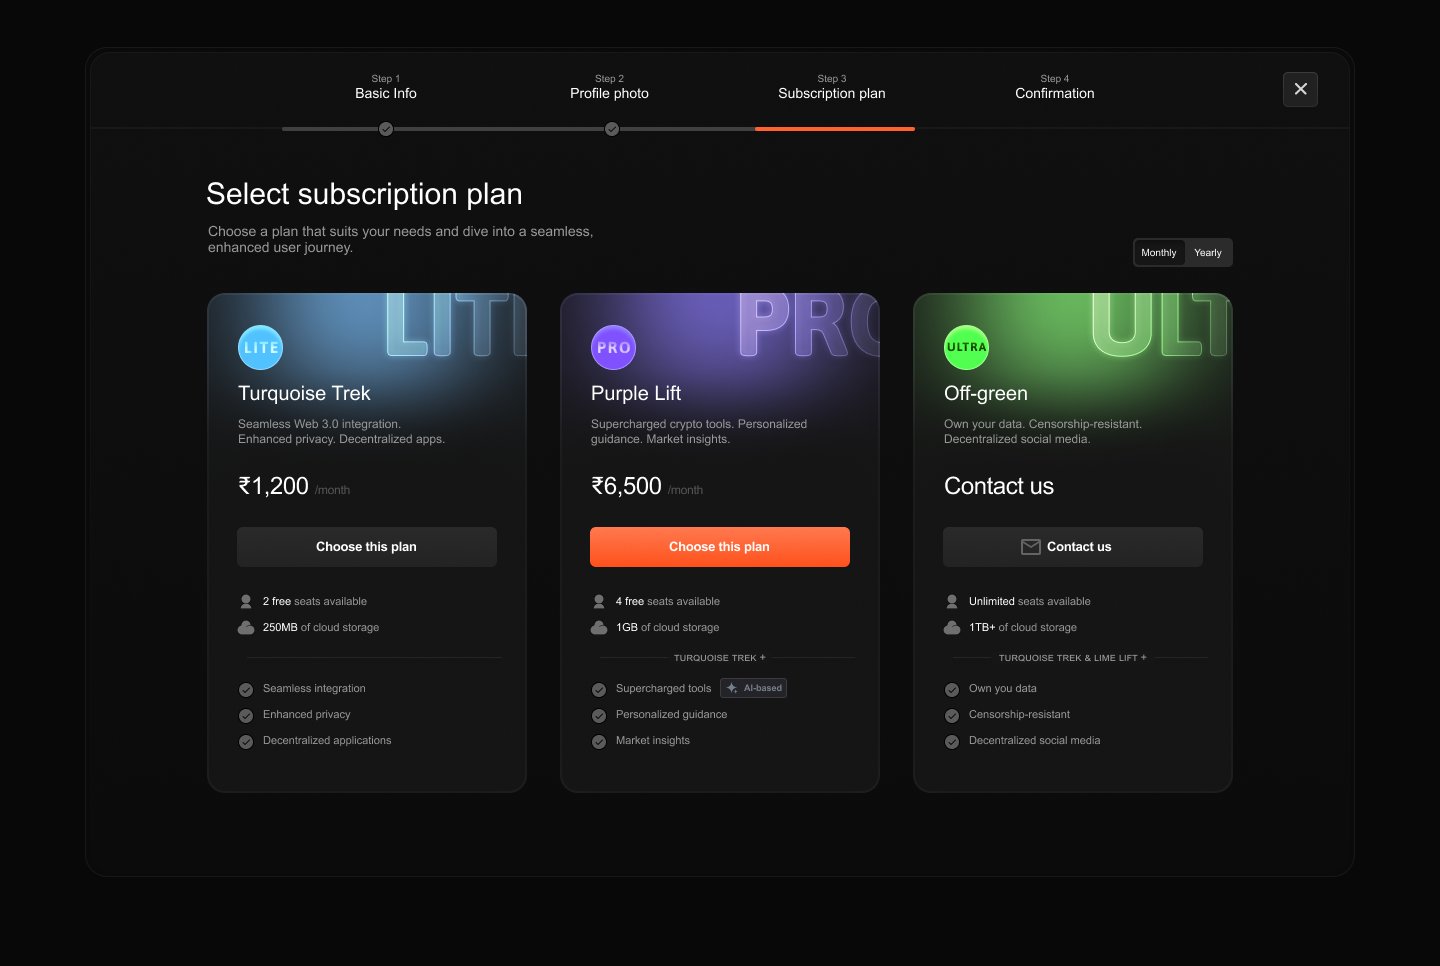 Step 1
Basic Info
Step 2
Profile photo
Step 3
Subscription plan
Step 4
Confirmation
Select subscription plan
Choose a plan that suits your needs and dive into a seamless,
enhanced user journey.
Monthly
Yearly
LITE
Turquoise Trek
Seamless Web 3.0 integration.
Enhanced privacy. Decentralized apps.
₹1,200 /month
Choose this plan
2 free seats available
250MB of cloud storage
Seamless integration
Enhanced privacy
Decentralized applications
PRO
PRO
Purple Lift
Supercharged crypto tools. Personalized
guidance. Market insights.
₹6,500 /month
Choose this plan
4 free seats available
1GB of cloud storage
TURQUOISE TREK +
Supercharged tools AI-based
Personalized guidance
Market insights
ULT
ULTRA
Off-green
Own your data. Censorship-resistant.
Decentralized social media.
Contact us
Contact us
Unlimited seats available
1TB+ of cloud storage
TURQUOISE TREK & LIME LIFT +
Own you data
Censorship-resistant
Decentralized social media